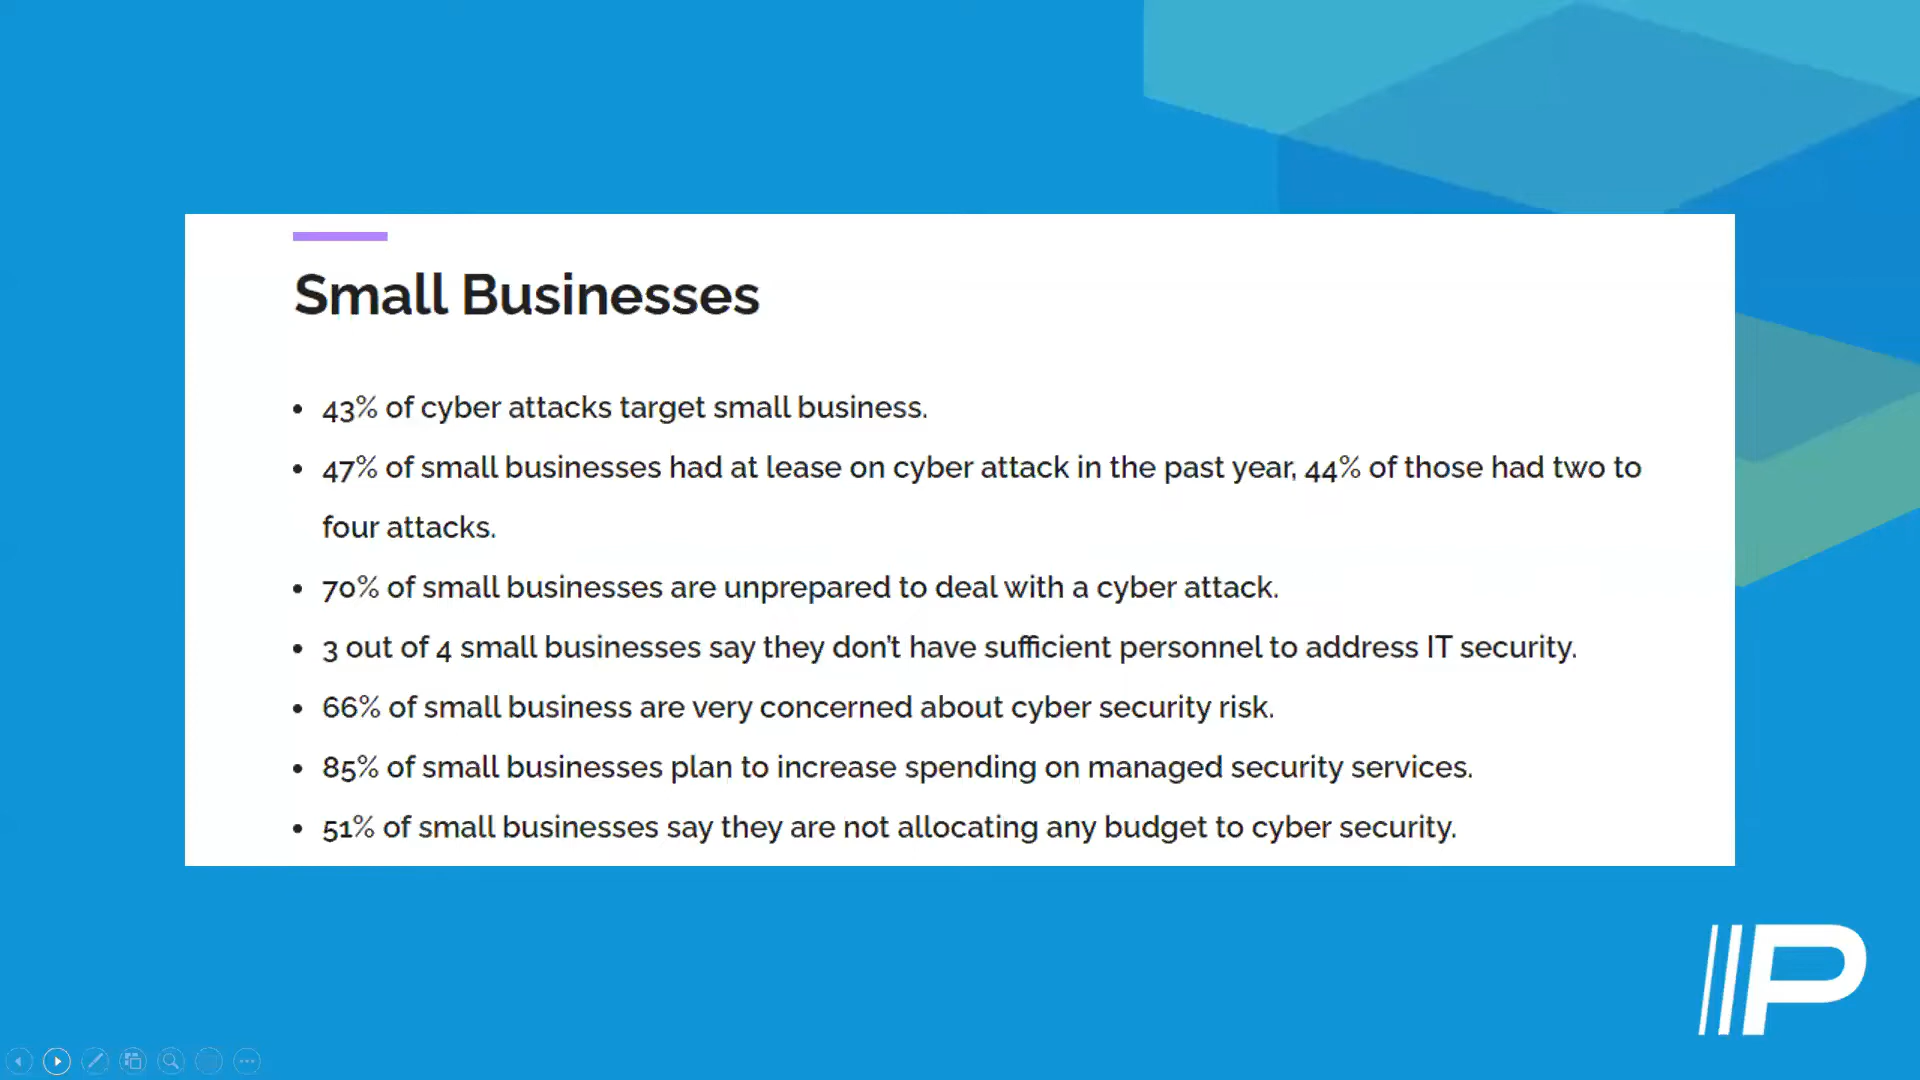 Small Businesses
• 43% of cyber attacks target small business.
• 47% of small businesses had at lease on cyber attack in the past year, 44% of those had two to
four attacks.
• 70% of small businesses are unprepared to deal with a cyber attack.
• 3 out of 4 small businesses say they don't have sufficient personnel to address IT security.
• 66% of small business are very concerned about cyber security risk.
• 85% of small businesses plan to increase spending on managed security services.
• 51% of small businesses say they are not allocating any budget to cyber security.
P